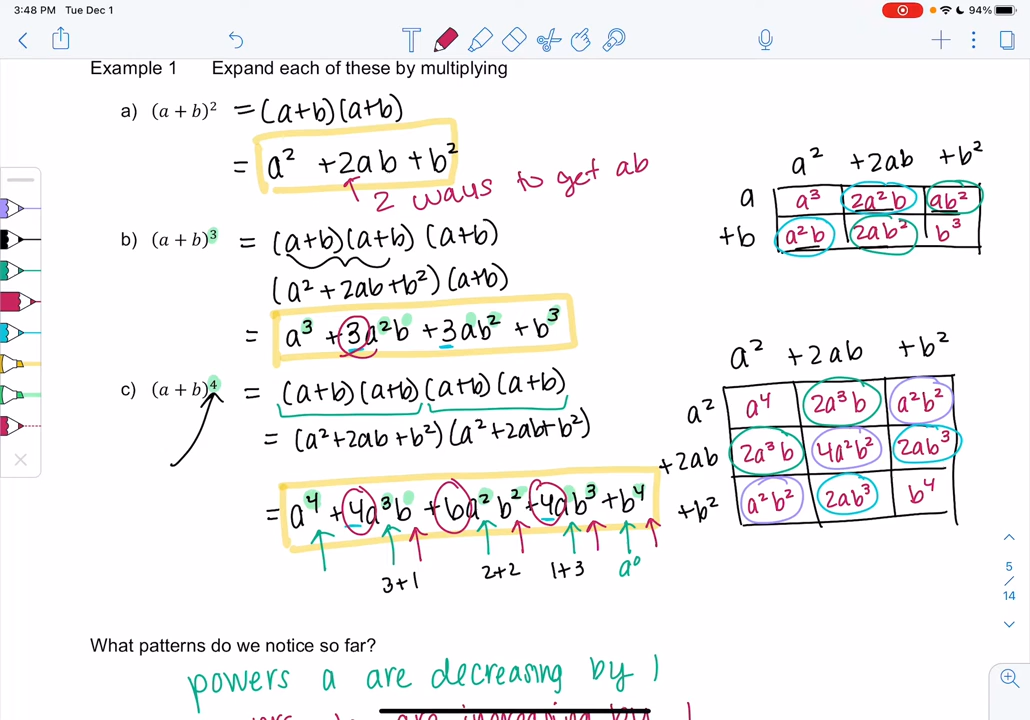 3:48 PM Tue Dec 1
94%
Example 1 Expand each of these by multiplying
a) (a + b)² = (a+b)(a+b)
= a² +2ab +b²
2 ways to get ab
a² +2ab +b²
a a³ 2a²b ab²
+b a²b 2ab² b³
b) (a + b)³ = (a+b)(a+b)(a+b)
(a²+2ab+b²)(a+b)
= a³ +3a²b +3ab² +b³
c) (a + b)⁴ = (a+b)(a+b)(a+b)(a+b)
= (a²+2ab+b²)(a²+2ab+b²)
= a⁴ +4a³b +6a²b² +4ab³ +b⁴
3+1 2+2 1+3 a⁰
a² +2ab +b²
a² a⁴ 2a³b a²b²
+2ab 2a³b 4a²b² 2ab³
+b² a²b² 2ab³ b⁴
5
14
What patterns do we notice so far?
powers a are decreasing by 1
are increasing by 1